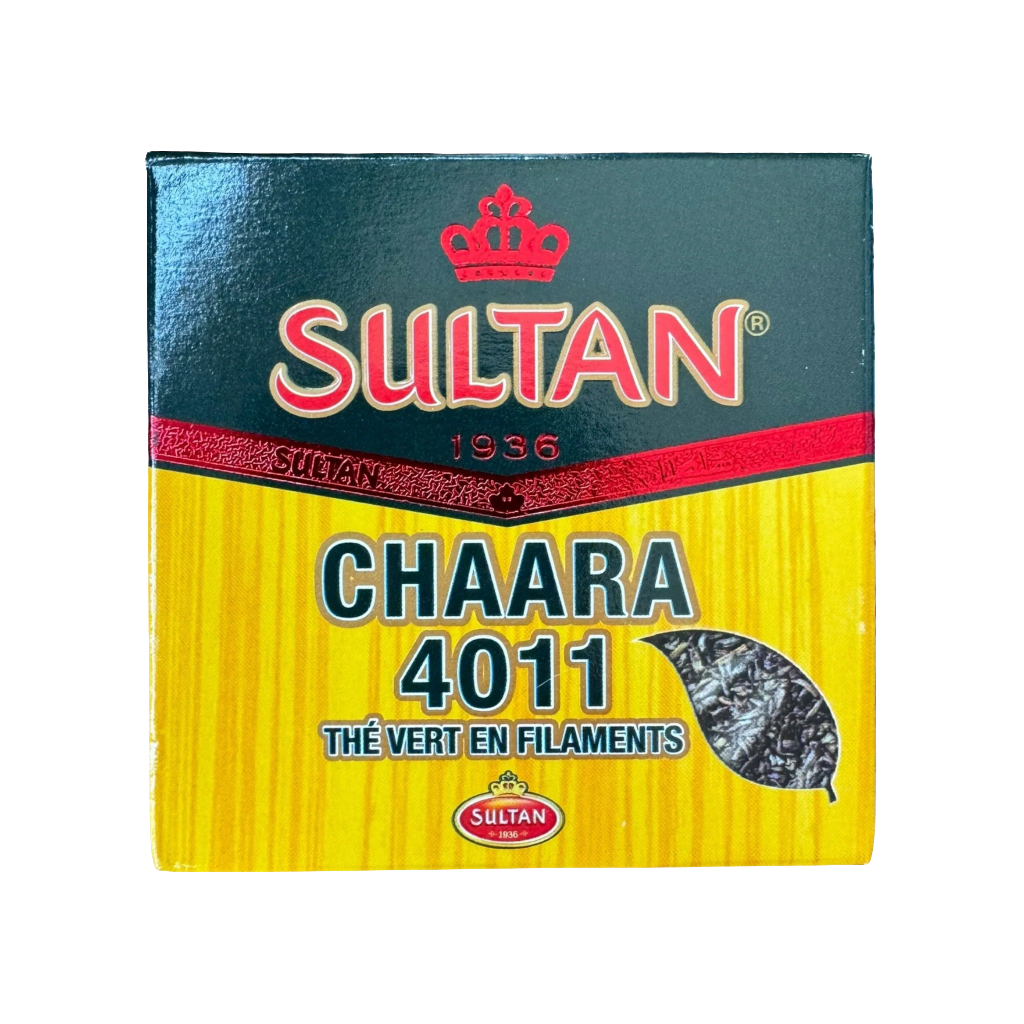 SULTAN®
1936
SULTAN
CHAARA
4011
THÉ VERT EN FILAMENTS
SULTAN
1936